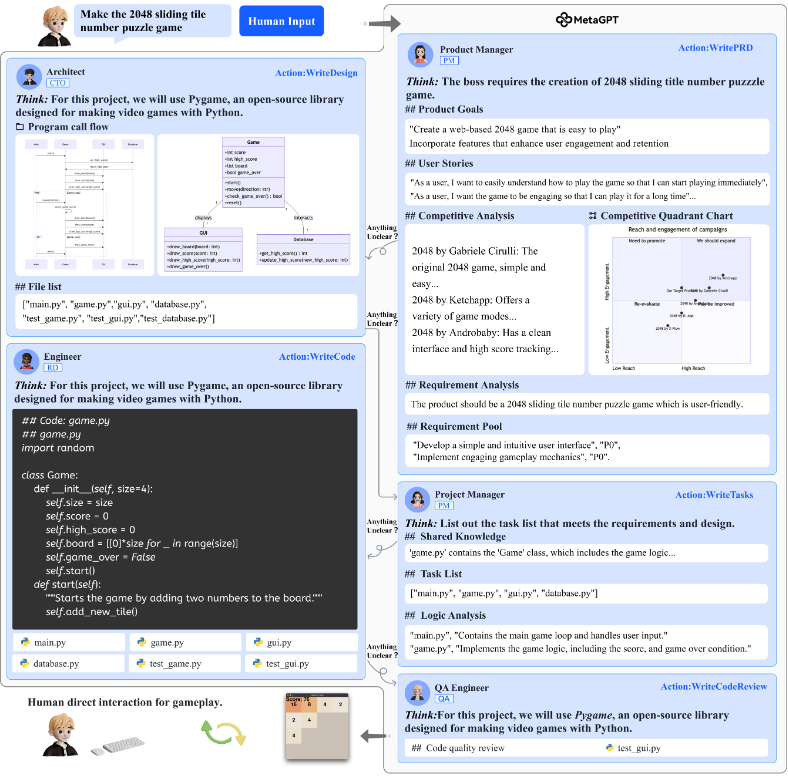 Make the 2048 sliding tile
number puzzle game
Human Input
MetaGPT
Product Manager
PM
Action:WritePRD
Think: The boss requires the creation of 2048 sliding title number puzzzle
game.
## Product Goals
"Create a web-based 2048 game that is easy to play"
Incorporate features that enhance user engagement and retention
## User Stories
"As a user, I want to easily understand how to play the game so that I can start playing immediately",
"As a user, I want the game to be engaging so that I can play it for a long time"...
## Competitive Analysis
2048 by Gabriele Cirulli: The
original 2048 game, simple and
easy...
2048 by Ketchapp: Offers a
variety of game modes...
2048 by Androbaby: Has a clean
interface and high score tracking...
Competitive Quadrant Chart
Reach and engagement of campaigns
Need to promote
We should expand
High Engagement
Low Engagement
Re-evaluate
May be improved
2048 by Ketchapp
2048 by Gabriele Cirulli
Low Reach
High Reach
## Requirement Analysis
The product should be a 2048 sliding tile number puzzle game which is user-friendly.
## Requirement Pool
"Develop a simple and intuitive user interface", "P0",
"Implement engaging gameplay mechanics", "P0".
Architect
CTO
Action:WriteDesign
Think: For this project, we will use Pygame, an open-source library
designed for making video games with Python.
Program call flow
Game
+int score
+int high_score
+list board
+bool game_over
+start()
+move(direction: str)
+check_game_over() : bool
+reset()
displays
Interacts
GUI
+draw_board(board: list)
+draw_score(score: int)
+draw_high_score(high_score: int)
+draw_game_over()
Database
+get_high_score() : int
+update_high_score(new_high_score: int)
## File list
["main.py", "game.py","gui.py", "database.py",
"test_game.py", "test_gui.py","test_database.py"]
Anything
Unclear ?
Anything
Unclear ?
Engineer
RD
Action:WriteCode
Think: For this project, we will use Pygame, an open-source library
designed for making video games with Python.
## Code: game.py
## game.py
import random
class Game:
def __init__(self, size=4):
self.size = size
self.score = 0
self.high_score = 0
self.board = [[0]*size for _ in range(size)]
self.game_over = False
self.start()
def start(self):
"""Starts the game by adding two numbers to the board."""
self.add_new_tile()
main.py
game.py
gui.py
database.py
test_game.py
test_gui.py
Anything
Unclear ?
Anything
Unclear ?
Project Manager
PM
Action:WriteTasks
Think: List out the task list that meets the requirements and design.
## Shared Knowledge
'game.py' contains the 'Game' class, which includes the game logic...
## Task List
["main.py", "game.py", "gui.py", "database.py"]
## Logic Analysis
"main.py", "Contains the main game loop and handles user input."
"game.py", "Implements the game logic, including the score, and game over condition."
QA Engineer
QA
Action:WriteCodeReview
Think:For this project, we will use Pygame, an open-source library
designed for making video games with Python.
## Code quality review
test_gui.py
Human direct interaction for gameplay.
Score: 76
16 8 4 2
2 4
4